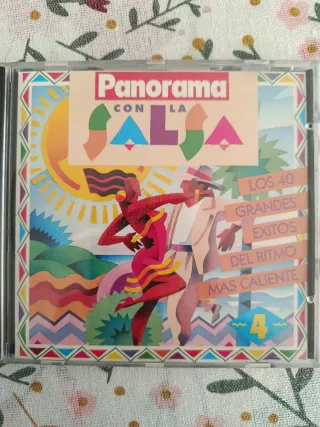 Panorama
CON LA
SALSA
LOS 40
GRANDES
EXITOS
DEL RITMO
MAS CALIENTE
4